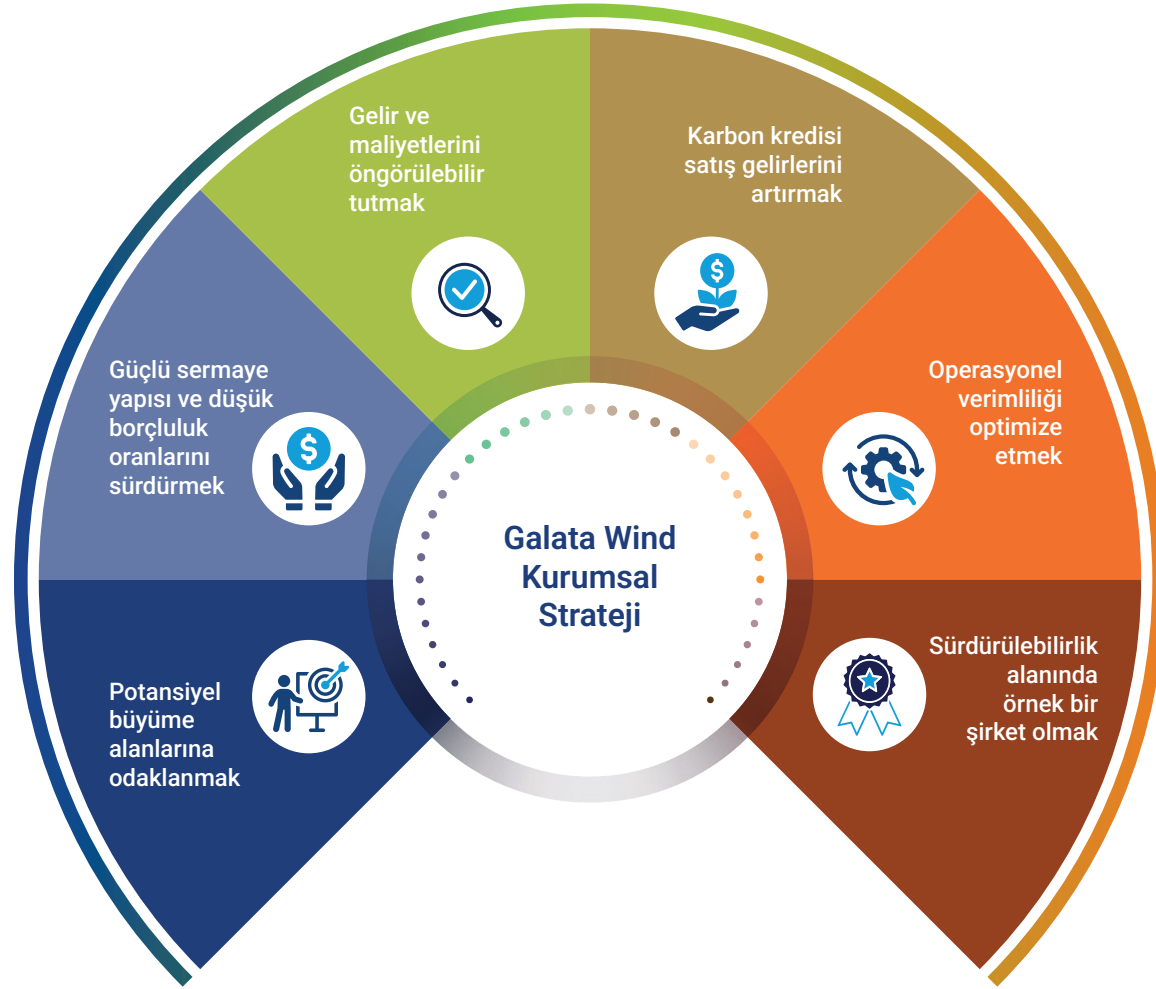 Gelir ve
maliyetlerini
öngörülebilir
tutmak
Karbon kredisi
satış gelirlerini
artırmak
Güçlü sermaye
yapısı ve düşük
borçluluk
oranlarını
sürdürmek
Operasyonel
verimliliği
optimize
etmek
Galata Wind
Kurumsal
Strateji
Potansiyel
büyüme
alanlarına
odaklanmak
Sürdürülebilirlik
alanında
örnek bir
şirket olmak